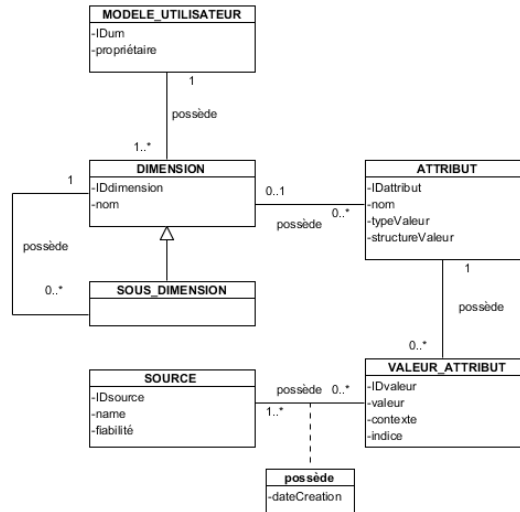 MODELE_UTILISATEUR
-IDum
-propriétaire
1
possède
1..*
DIMENSION
-IDdimension
-nom
1
possède
0..*
SOUS_DIMENSION
0..1
possède
0..*
ATTRIBUT
-IDattribut
-nom
-typeValeur
-structureValeur
1
possède
0..*
SOURCE
-IDsource
-name
-fiabilité
possède
0..*
1..*
VALEUR_ATTRIBUT
-IDvaleur
-valeur
-contexte
-indice
possède
-dateCreation